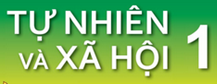 TỰ NHIÊN
VÀ XÃ HỘI 1